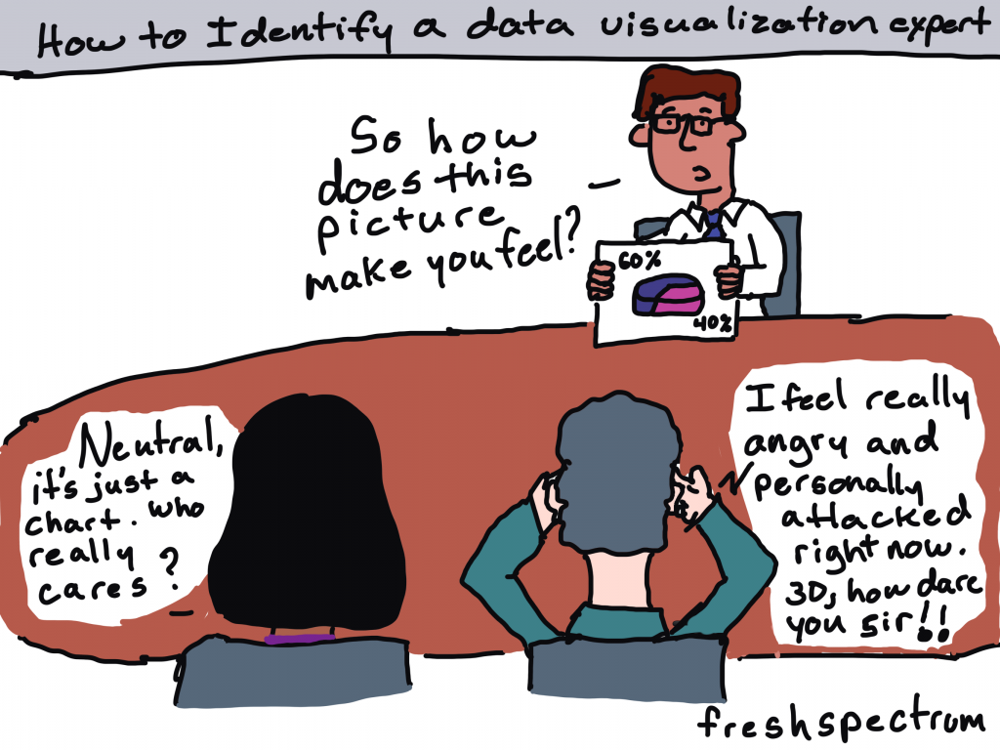 How to Identify a data visualization expert
So how
does this
picture
make you feel?
60%
40%
Neutral,
it's just a
chart. who
really
cares?
I feel really
angry and
personally
attacked
right now.
3D, how dare
you sir!!
freshspectrum